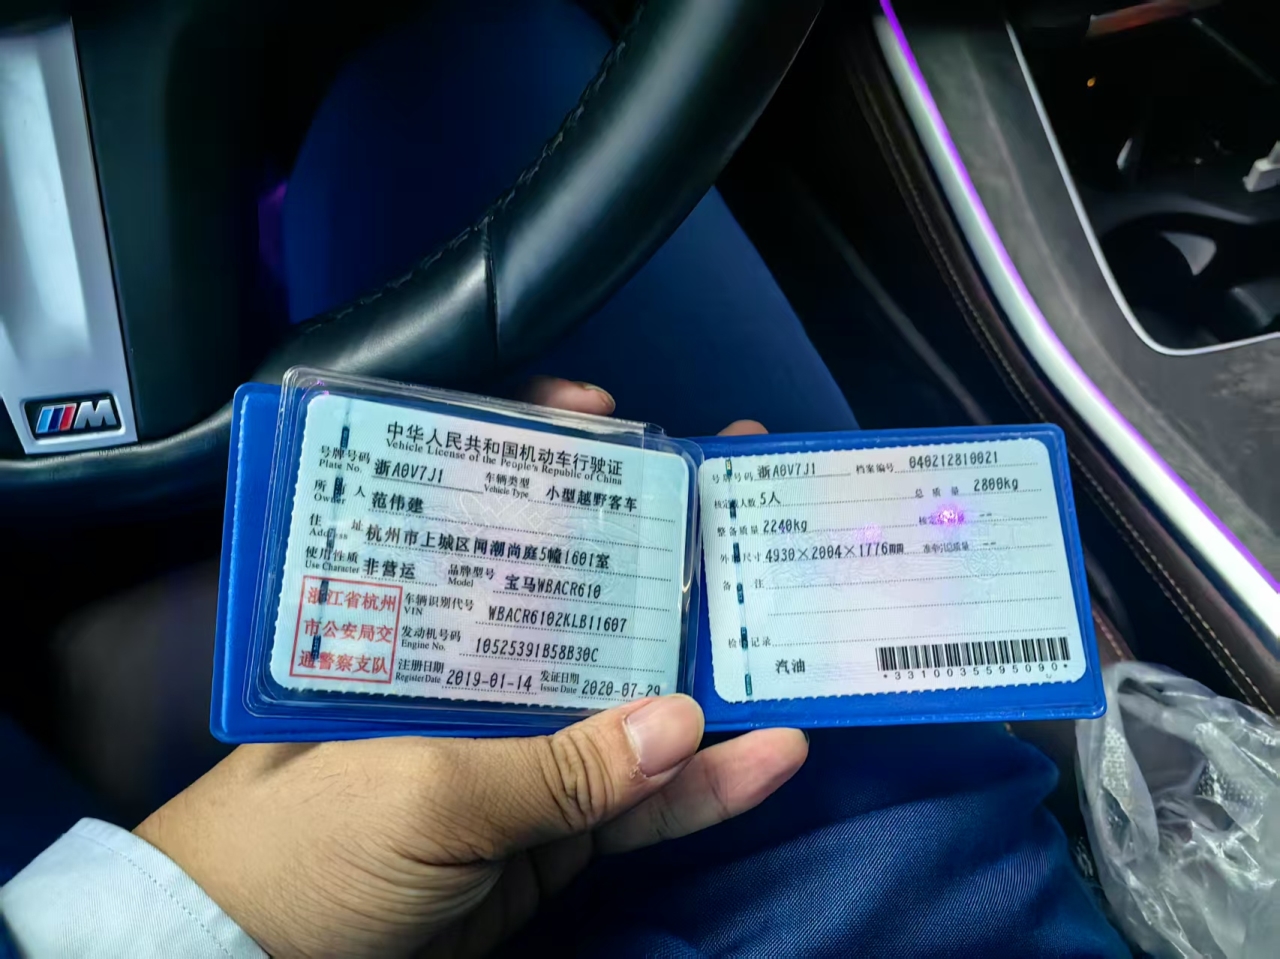 M
中华人民共和国机动车行驶证
Vehicle License of the People's Republic of China
号牌号码 浙A0V7J1 车辆类型 小型越野客车
Plate No. Vehicle Type
所 人 范伟建
Owner
住 址 杭州市上城区闻潮尚庭5幢1601室
Address
使用性质 非营运 品牌型号 宝马WBACR610
Use Character Model
浙江省杭州
市公安局交
通警察支队
车辆识别代号 WBACR6102KLB11607
VIN
发动机号码 10525391B58B30C
Engine No.
注册日期 2019-01-14 发证日期 2020-07-29
Register Date Issue Date
号牌号码 浙A0V7J1 档案编号 040212810021
核定 人数 5人 总 质 量 2800kg
整备质量 2240kg 核定 --
外 尺寸 4930×2004×1776 准牵引总质量 --
备 注
检 记录
汽油
*3310035595090*